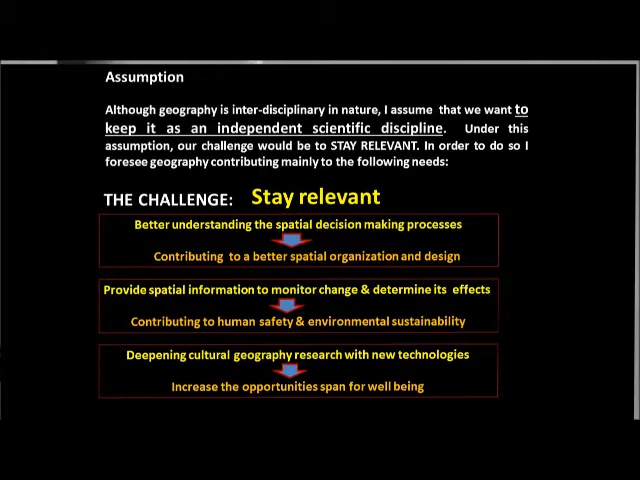 Assumption
Although geography is inter-disciplinary in nature, I assume that we want to
keep it as an independent scientific discipline. Under this
assumption, our challenge would be to STAY RELEVANT. In order to do so I
foresee geography contributing mainly to the following needs:
THE CHALLENGE: Stay relevant
Better understanding the spatial decision making processes
Contributing to a better spatial organization and design
Provide spatial information to monitor change & determine its effects
Contributing to human safety & environmental sustainability
Deepening cultural geography research with new technologies
Increase the opportunities span for well being